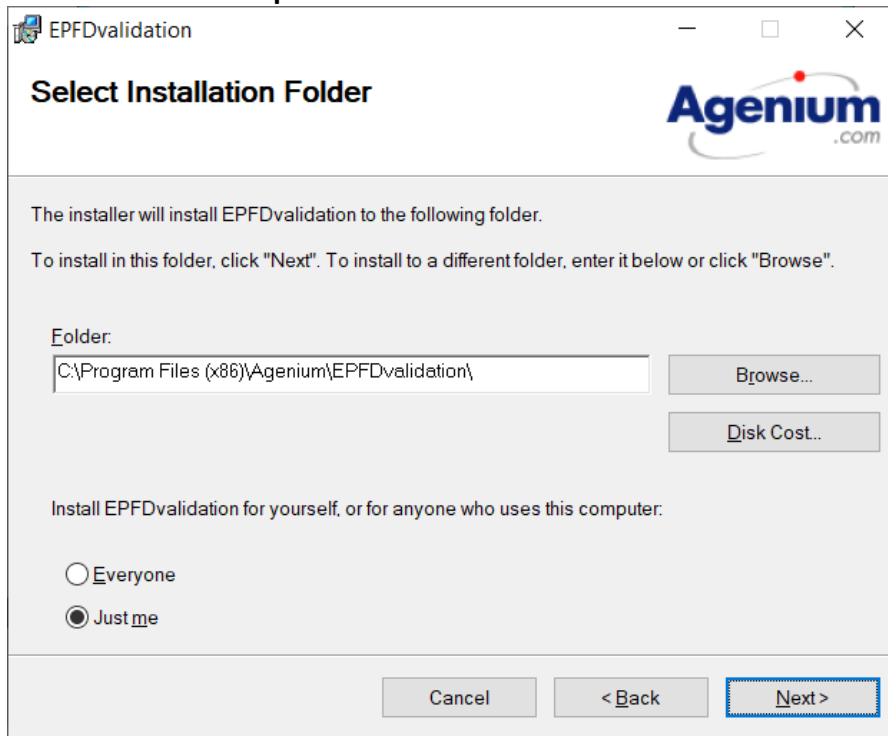 EPFDvalidation
Select Installation Folder
Agenium
.com
The installer will install EPFDvalidation to the following folder.
To install in this folder, click "Next". To install to a different folder, enter it below or click "Browse".
Folder:
C:\Program Files (x86)\Agenium\EPFDvalidation\
Browse...
Disk Cost...
Install EPFDvalidation for yourself, or for anyone who uses this computer:
Everyone
Just me
Cancel
< Back
Next >